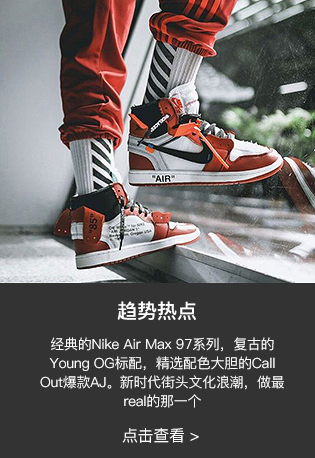 "AIR"
"85"
趋势热点
经典的Nike Air Max 97系列，复古的
Young OG标配，精选配色大胆的Call
Out爆款AJ。新时代街头文化浪潮，做最
real的那一个
点击查看 >